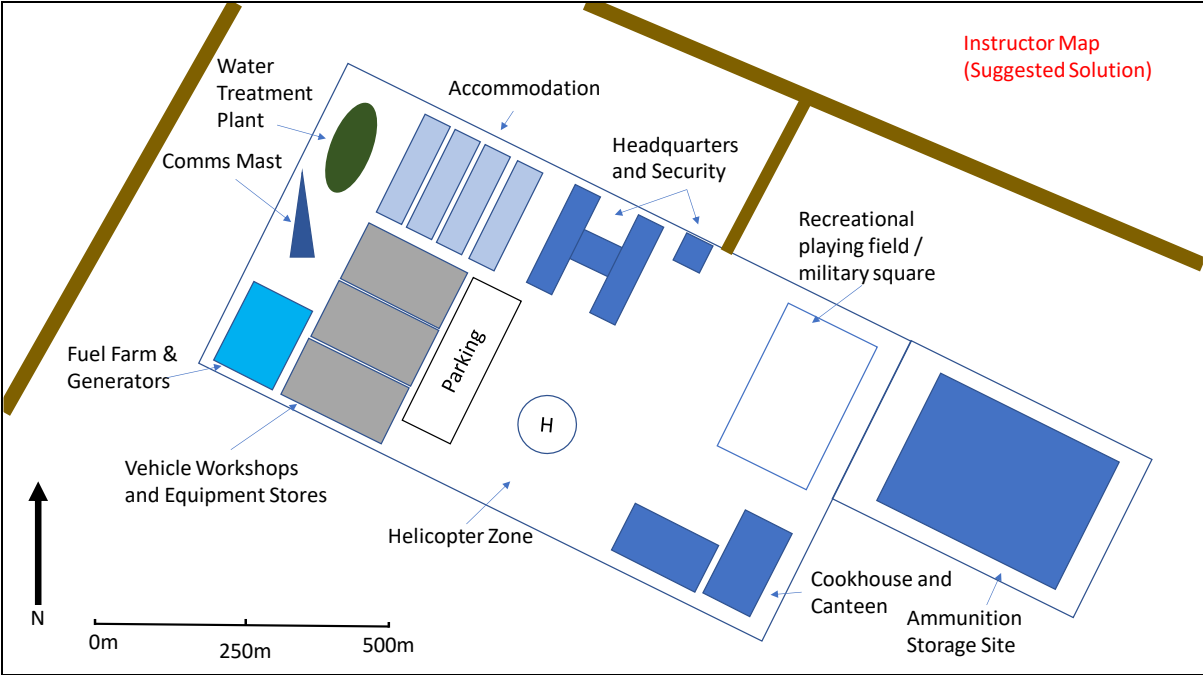 Instructor Map
(Suggested Solution)
Water
Treatment
Plant
Accommodation
Comms Mast
Headquarters
and Security
Recreational
playing field /
military square
Fuel Farm &
Generators
Parking
H
Vehicle Workshops
and Equipment Stores
Helicopter Zone
Cookhouse and
Canteen
Ammunition
Storage Site
N
0m
250m
500m